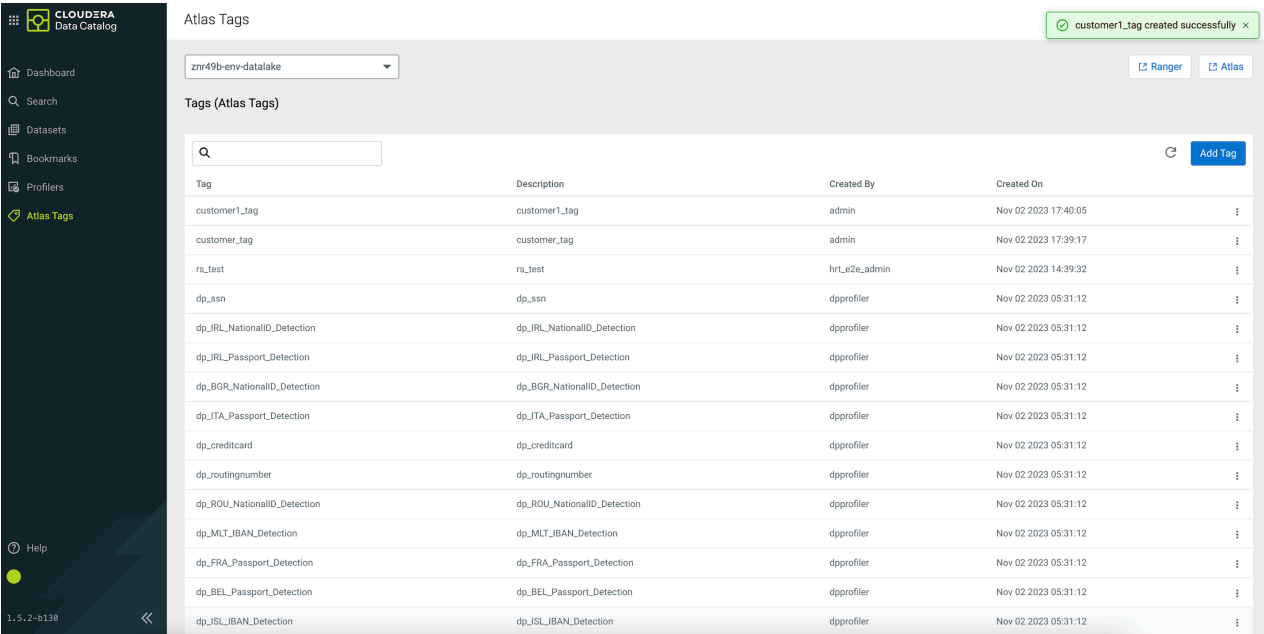 CLOUDERA
Data Catalog
Dashboard
Search
Datasets
Bookmarks
Profilers
Atlas Tags
Help
1.5.2-b130
Atlas Tags
customer1_tag created successfully ×
znr49b-env-datalake
Ranger
Atlas
Tags (Atlas Tags)
Add Tag
Tag Description Created By Created On
customer1_tag customer1_tag admin Nov 02 2023 17:40:05
customer_tag customer_tag admin Nov 02 2023 17:39:17
rs_test rs_test hrt_e2e_admin Nov 02 2023 14:39:32
dp_ssn dp_ssn dpprofiler Nov 02 2023 05:31:12
dp_IRL_NationalID_Detection dp_IRL_NationalID_Detection dpprofiler Nov 02 2023 05:31:12
dp_IRL_Passport_Detection dp_IRL_Passport_Detection dpprofiler Nov 02 2023 05:31:12
dp_BGR_NationalID_Detection dp_BGR_NationalID_Detection dpprofiler Nov 02 2023 05:31:12
dp_ITA_Passport_Detection dp_ITA_Passport_Detection dpprofiler Nov 02 2023 05:31:12
dp_creditcard dp_creditcard dpprofiler Nov 02 2023 05:31:12
dp_routingnumber dp_routingnumber dpprofiler Nov 02 2023 05:31:12
dp_ROU_NationalID_Detection dp_ROU_NationalID_Detection dpprofiler Nov 02 2023 05:31:12
dp_MLT_IBAN_Detection dp_MLT_IBAN_Detection dpprofiler Nov 02 2023 05:31:12
dp_FRA_Passport_Detection dp_FRA_Passport_Detection dpprofiler Nov 02 2023 05:31:12
dp_BEL_Passport_Detection dp_BEL_Passport_Detection dpprofiler Nov 02 2023 05:31:12
dp_ISL_IBAN_Detection dp_ISL_IBAN_Detection dpprofiler Nov 02 2023 05:31:12